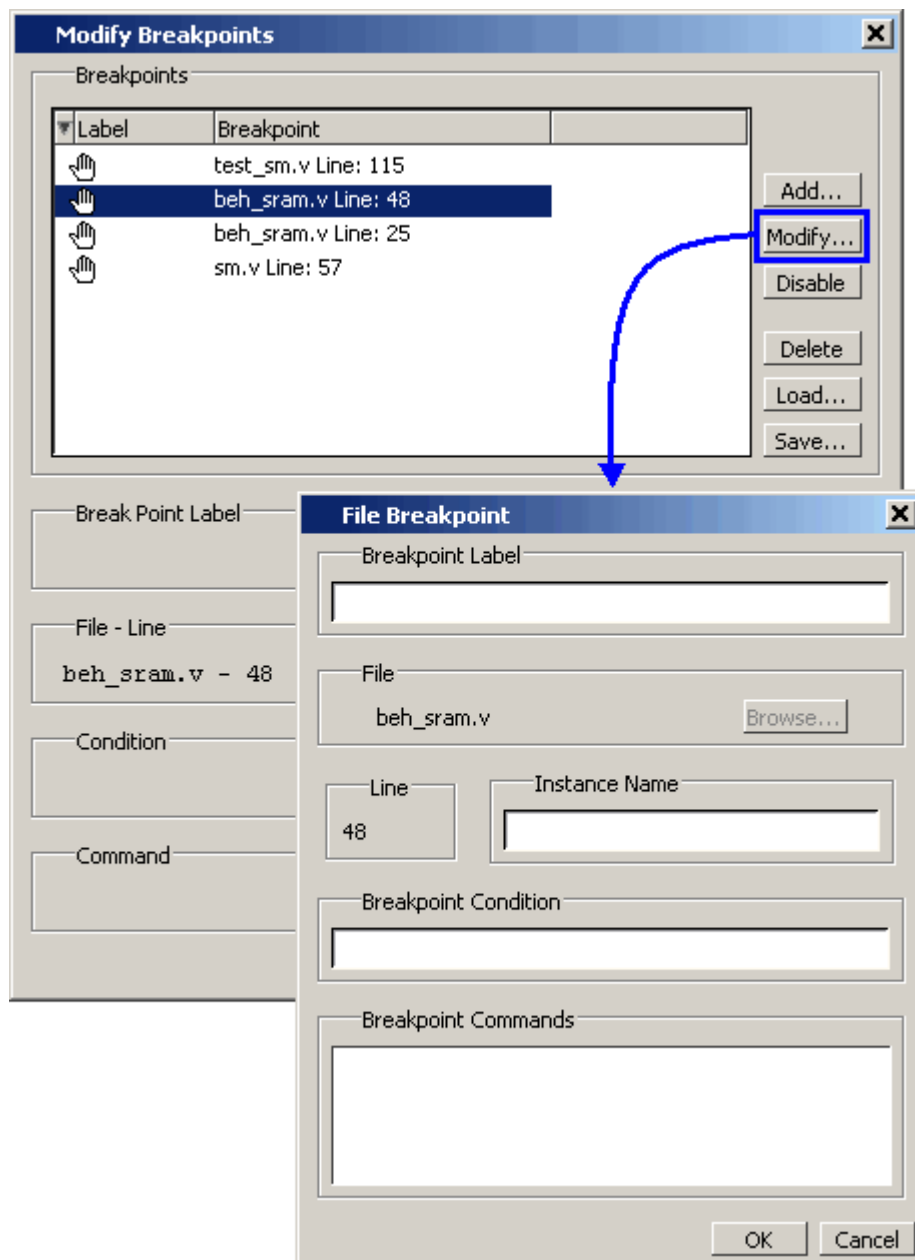 Modify Breakpoints
Breakpoints
Label Breakpoint
test_sm.v Line: 115
beh_sram.v Line: 48
beh_sram.v Line: 25
sm.v Line: 57
Add...
Modify...
Disable
Delete
Load...
Save...
Break Point Label
File - Line
beh_sram.v - 48
Condition
Command
File Breakpoint
Breakpoint Label
File
beh_sram.v Browse...
Line Instance Name
48
Breakpoint Condition
Breakpoint Commands
OK Cancel